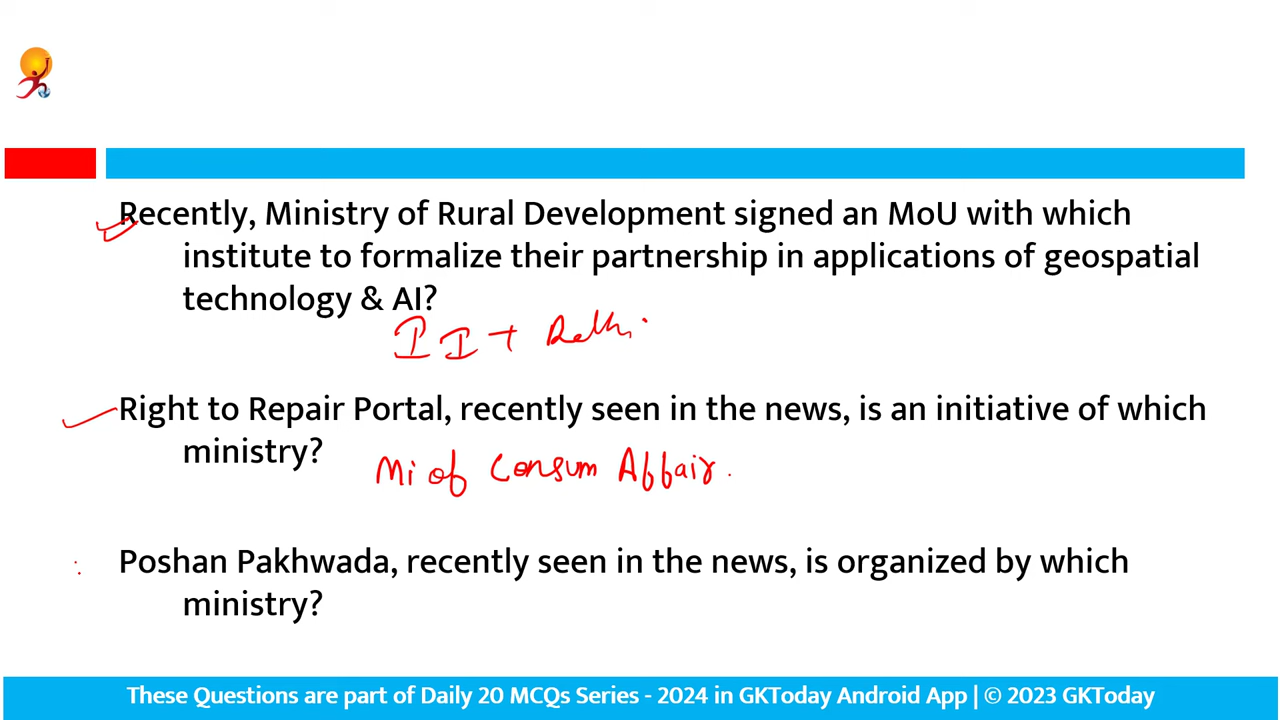 Recently, Ministry of Rural Development signed an MoU with which
institute to formalize their partnership in applications of geospatial
technology & AI?
IIT Delhi
Right to Repair Portal, recently seen in the news, is an initiative of which
ministry?
Mi of Consum Affair.
Poshan Pakhwada, recently seen in the news, is organized by which
ministry?
These Questions are part of Daily 20 MCQs Series - 2024 in GKToday Android App | © 2023 GKToday